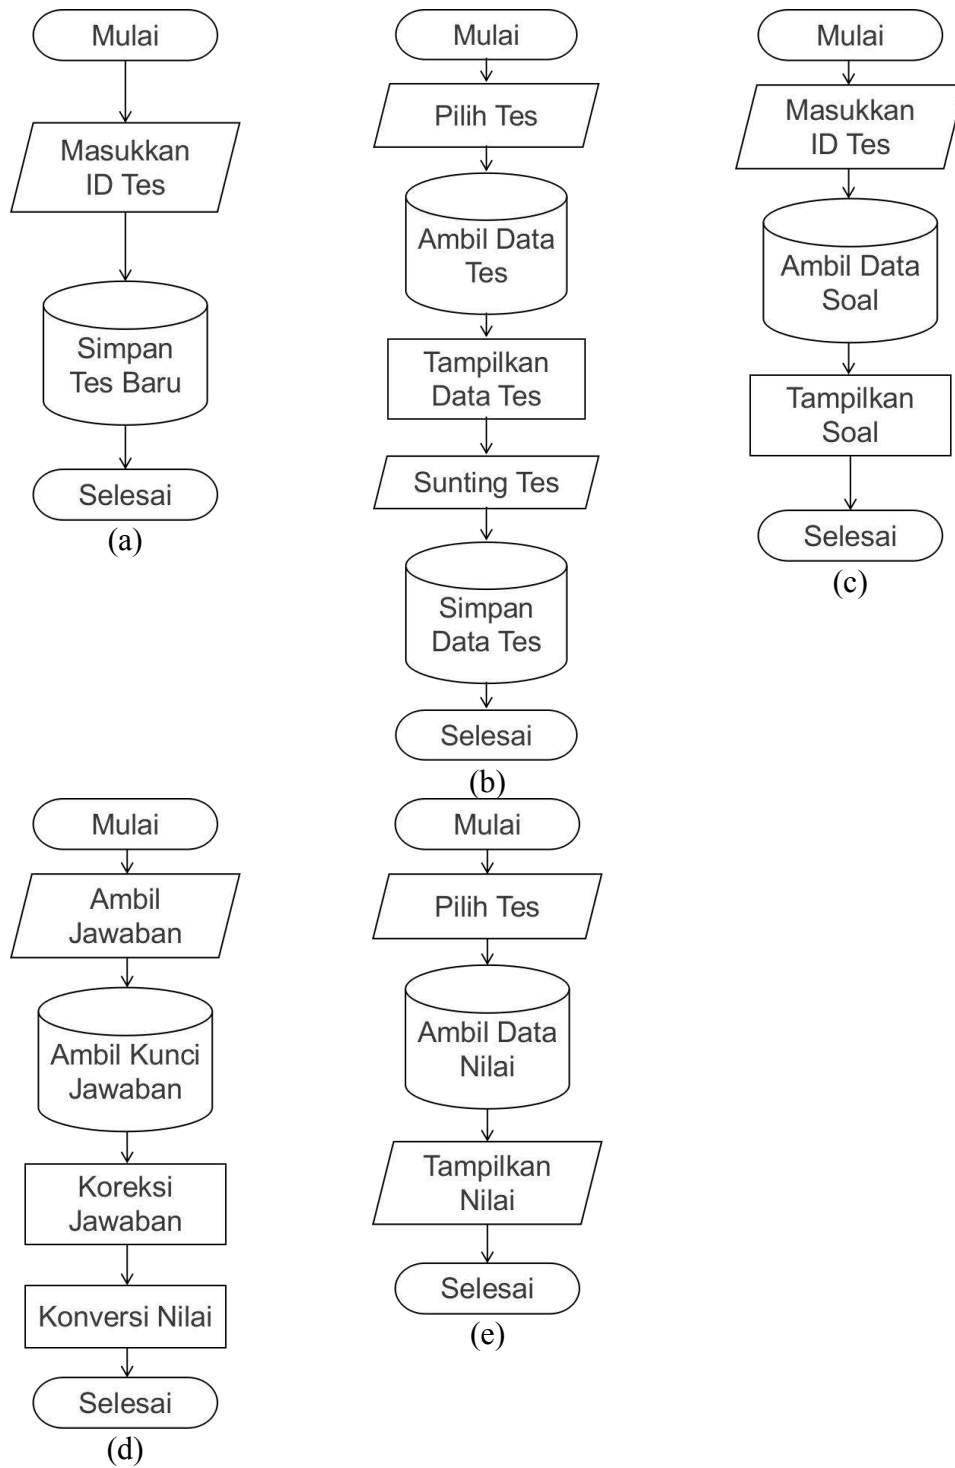 Mulai
Masukkan
ID Tes
Simpan
Tes Baru
Selesai
(a)
Mulai
Pilih Tes
Ambil Data
Tes
Tampilkan
Data Tes
Sunting Tes
Simpan
Data Tes
Selesai
(b)
Mulai
Masukkan
ID Tes
Ambil Data
Soal
Tampilkan
Soal
Selesai
(c)
Mulai
Ambil
Jawaban
Ambil Kunci
Jawaban
Koreksi
Jawaban
Konversi Nilai
Selesai
(d)
Mulai
Pilih Tes
Ambil Data
Nilai
Tampilkan
Nilai
Selesai
(e)